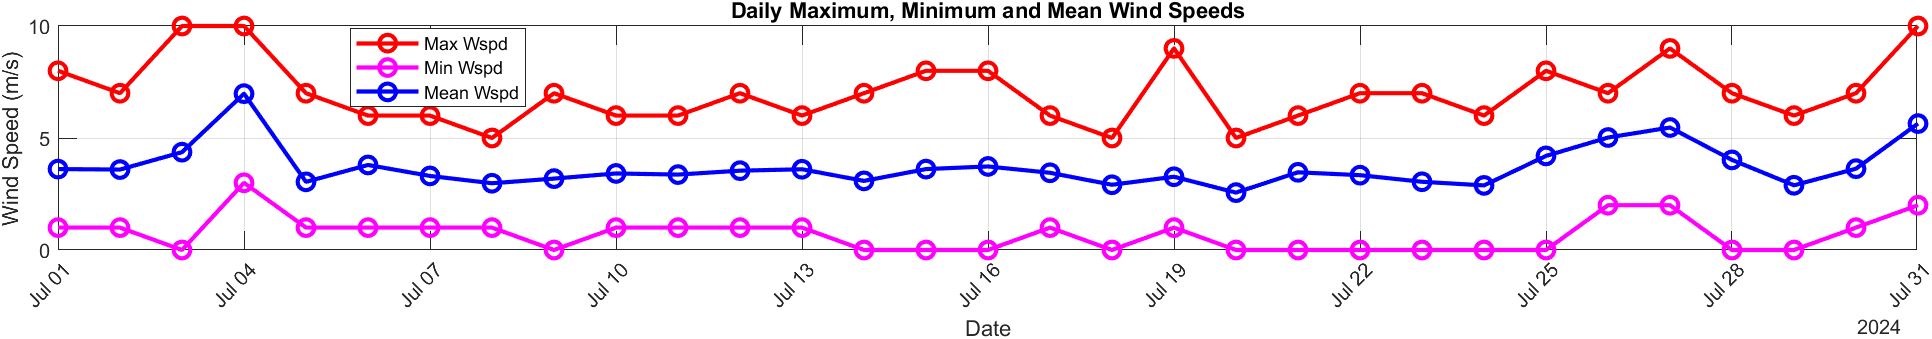 Daily Maximum, Minimum and Mean Wind Speeds
Wind Speed (m/s)
10
5
0
Max Wspd
Min Wspd
Mean Wspd
Jul 01 Jul 04 Jul 07 Jul 10 Jul 13 Jul 16 Jul 19 Jul 22 Jul 25 Jul 28 Jul 31
Date
2024